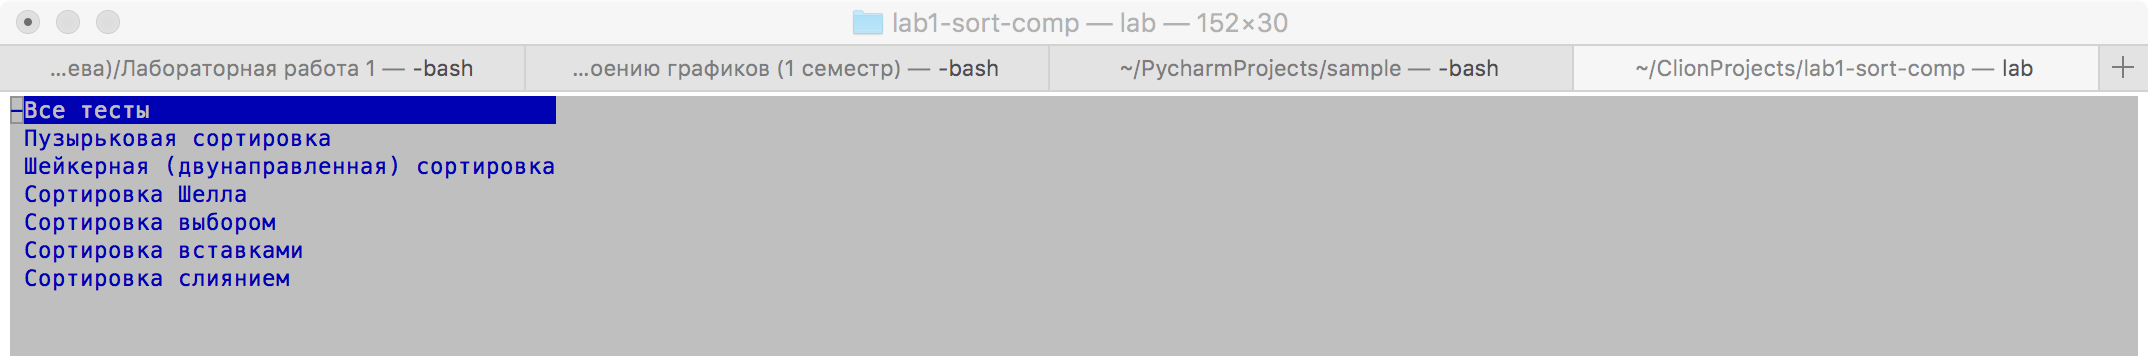 lab1-sort-comp — lab — 152×30
...ева)/Лабораторная работа 1 — -bash
...оению графиков (1 семестр) — -bash
~/PycharmProjects/sample — -bash
~/ClionProjects/lab1-sort-comp — lab
-Все тесты
Пузырьковая сортировка
Шейкерная (двунаправленная) сортировка
Сортировка Шелла
Сортировка выбором
Сортировка вставками
Сортировка слиянием